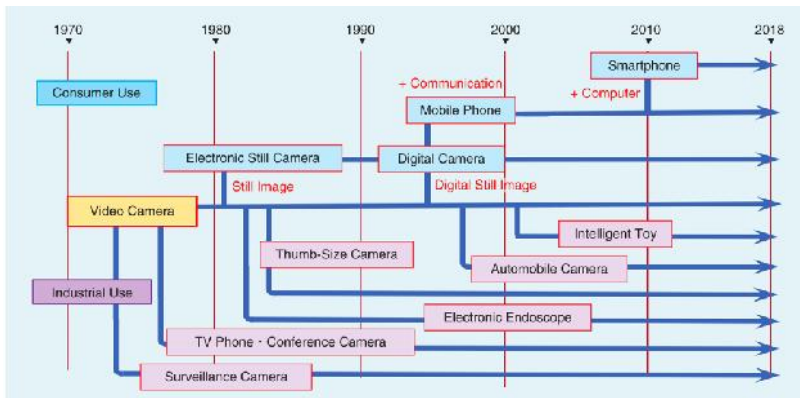 1970 1980 1990 2000 2010 2018
Smartphone
+ Communication
+ Computer
Consumer Use
Mobile Phone
Electronic Still Camera
Digital Camera
Still Image
Digital Still Image
Video Camera
Intelligent Toy
Thumb-Size Camera
Automobile Camera
Industrial Use
Electronic Endoscope
TV Phone・Conference Camera
Surveillance Camera